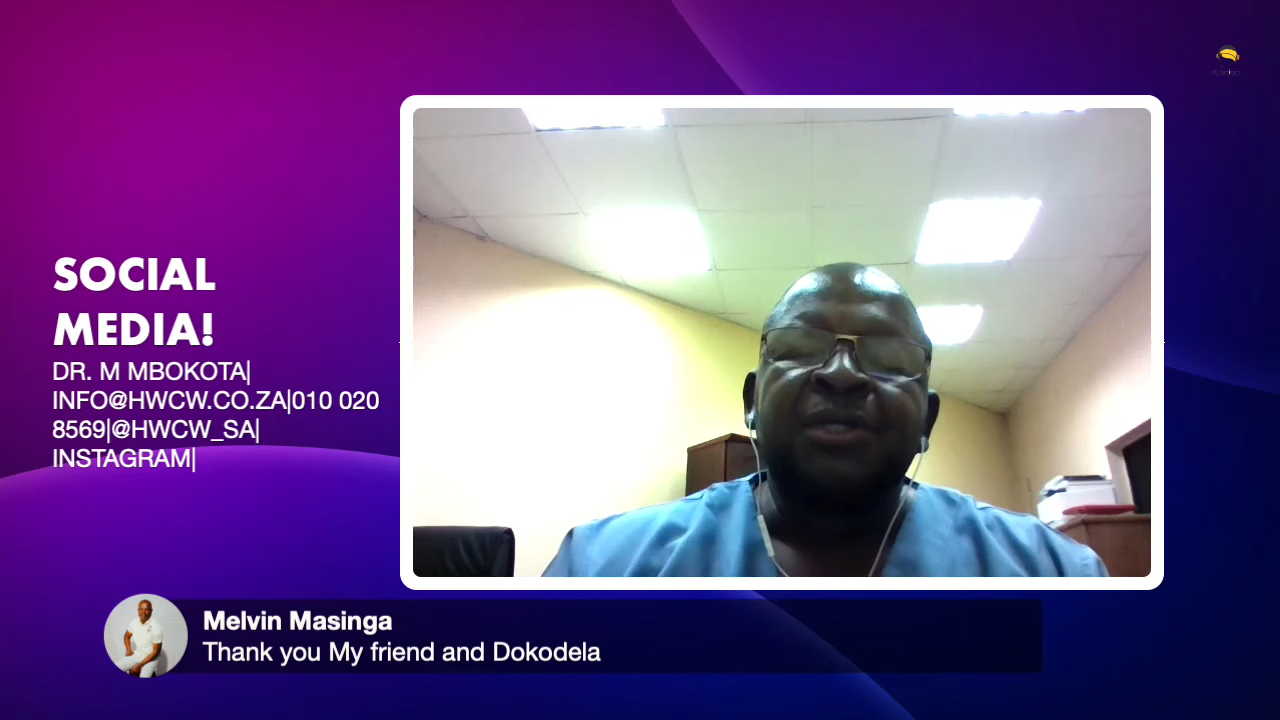 SOCIAL
MEDIA!
DR. M MBOKOTA|
INFO@HWCW.CO.ZA|010 020
8569|@HWCW_SA|
INSTAGRAM|
Melvin Masinga
Thank you My friend and Dokodela